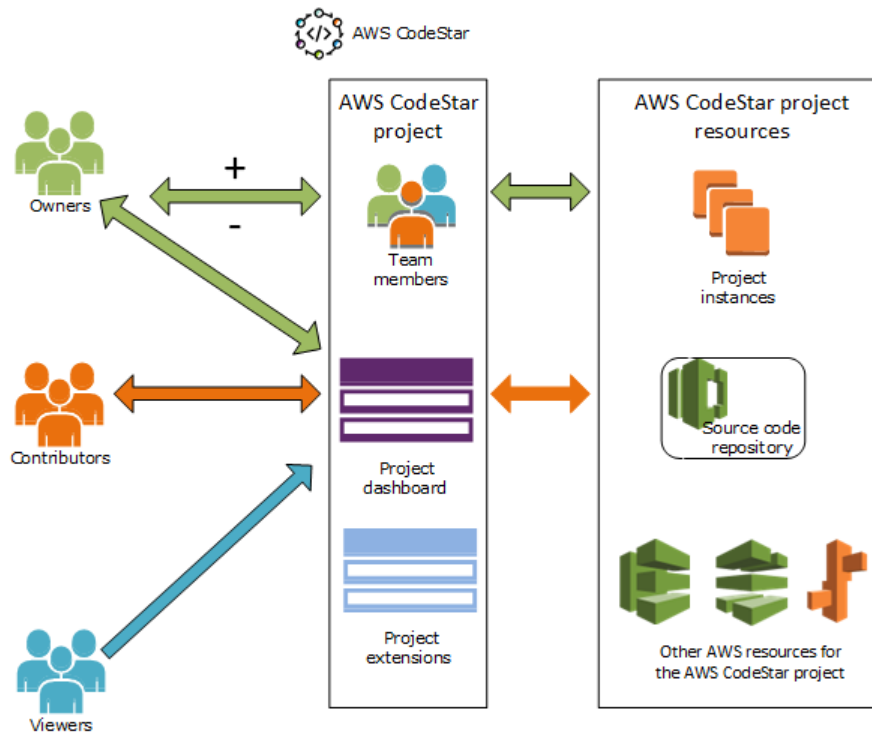 AWS CodeStar
AWS CodeStar
project
AWS CodeStar project
resources
+
Owners
-
Team
members
Project
instances
Source code
repository
Contributors
Project
dashboard
Project
extensions
Other AWS resources for
the AWS CodeStar project
Viewers